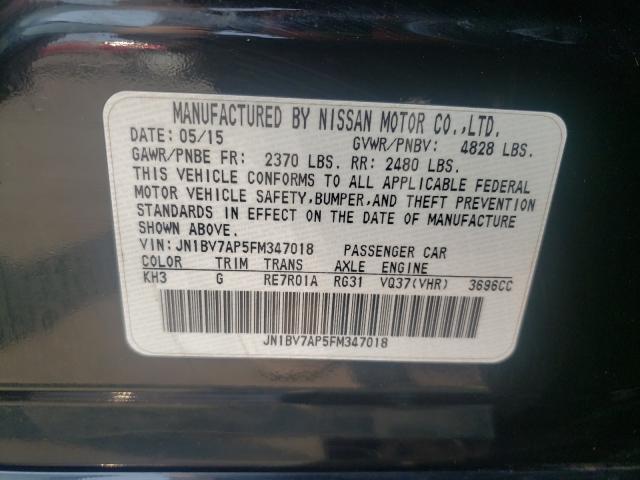 MANUFACTURED BY NISSAN MOTOR CO.,LTD.
DATE: 05/15 GVWR/PNBV: 4828 LBS.
GAWR/PNBE FR: 2370 LBS. RR: 2480 LBS.
THIS VEHICLE CONFORMS TO ALL APPLICABLE FEDERAL
MOTOR VEHICLE SAFETY,BUMPER,AND THEFT PREVENTION
STANDARDS IN EFFECT ON THE DATE OF MANUFACTURE
SHOWN ABOVE.
VIN: JN1BV7AP5FM347018 PASSENGER CAR
COLOR TRIM TRANS AXLE ENGINE
KH3 G RE7R01A RG31 VQ37(VHR) 3696CC
JN1BV7AP5FM347018